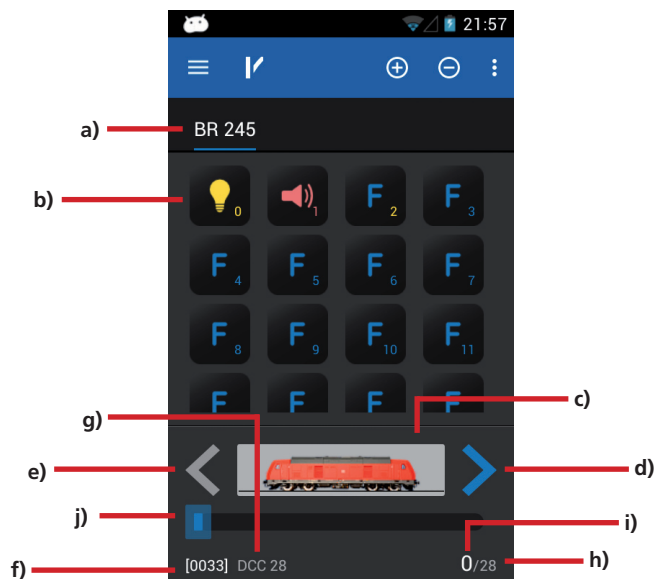 21:57
a) BR 245
b) 0 1 F 2 F 3
F 4 F 5 F 6 F 7
F 8 F 9 F 10 F 11
F F F F
g) c)
e) d)
j) i)
f) [0033] DCC 28 0/28 h)